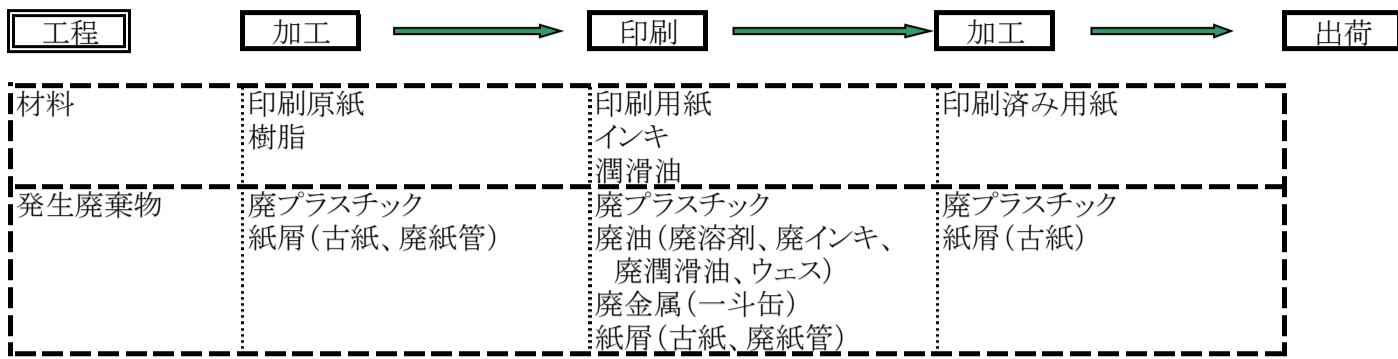 工程 加工 印刷 加工 出荷
材料
印刷原紙
樹脂
印刷用紙
インキ
潤滑油
印刷済み用紙
発生廃棄物
廃プラスチック
紙屑（古紙、廃紙管）
廃プラスチック
廃油（廃溶剤、廃インキ、
廃潤滑油、ウェス）
廃金属（一斗缶）
紙屑（古紙、廃紙管）
廃プラスチック
紙屑（古紙）